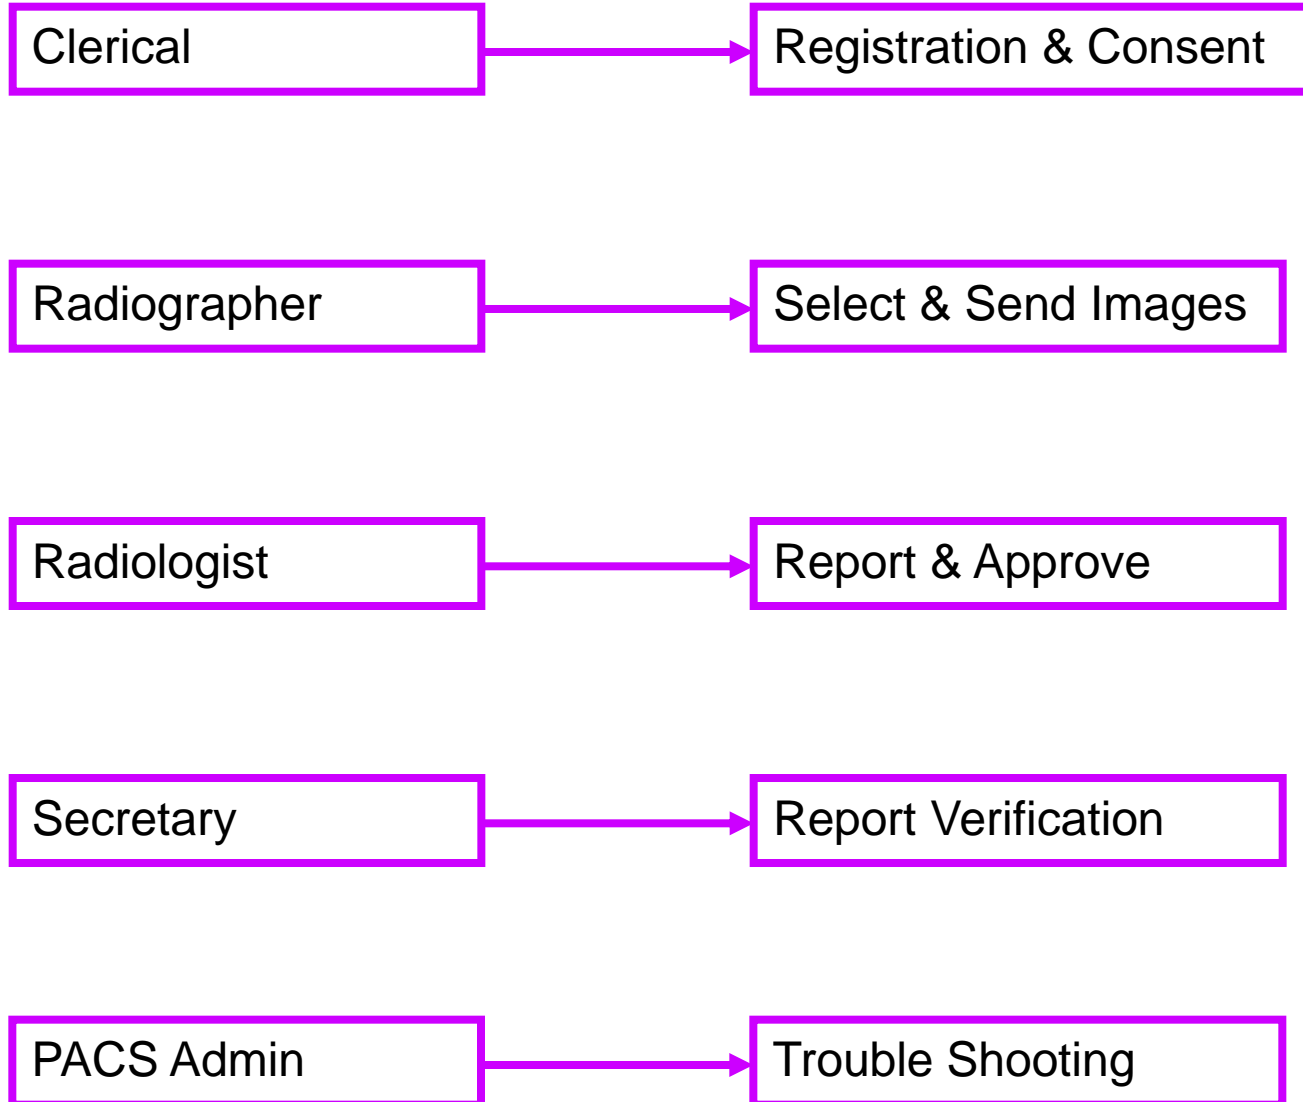 Clerical
Registration & Consent
Radiographer
Select & Send Images
Radiologist
Report & Approve
Secretary
Report Verification
PACS Admin
Trouble Shooting